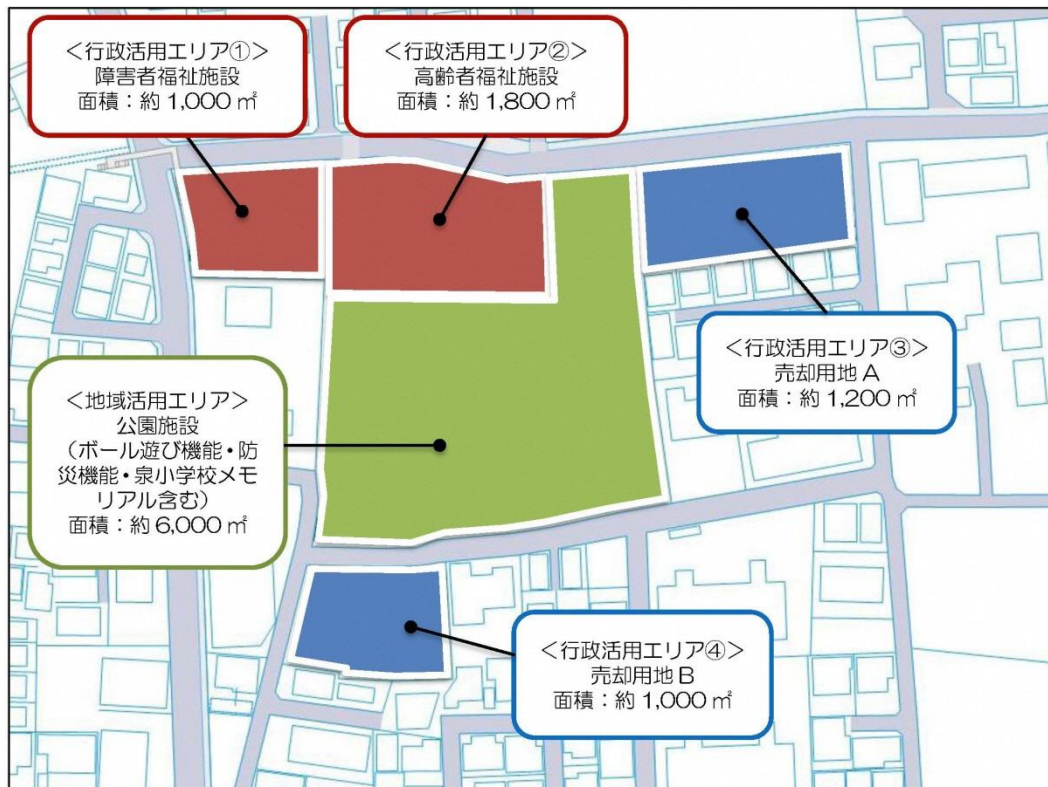 ＜行政活用エリア①＞
障害者福祉施設
面積：約 1,000 ㎡
＜行政活用エリア②＞
高齢者福祉施設
面積：約 1,800 ㎡
＜行政活用エリア③＞
売却用地 A
面積：約 1,200 ㎡
＜地域活用エリア＞
公園施設
（ボール遊び機能・防
災機能・泉小学校メモ
リアル含む）
面積：約 6,000 ㎡
＜行政活用エリア④＞
売却用地 B
面積：約 1,000 ㎡